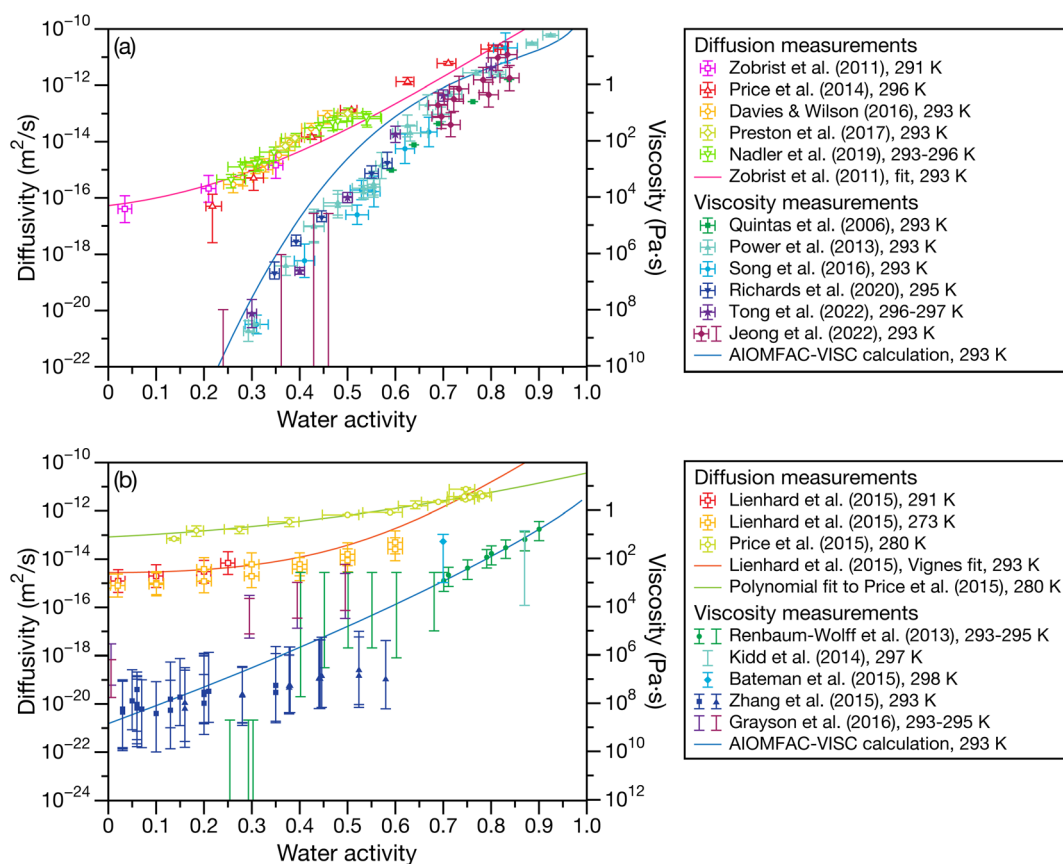 (a)
10⁻¹⁰
10⁻¹²
10⁻¹⁴
10⁻¹⁶
10⁻¹⁸
10⁻²⁰
10⁻²²
Diffusivity (m²/s)
1
10²
10⁴
10⁶
10⁸
10¹⁰
Viscosity (Pa·s)
0 0.1 0.2 0.3 0.4 0.5 0.6 0.7 0.8 0.9 1.0
Water activity
Diffusion measurements
Zobrist et al. (2011), 291 K
Price et al. (2014), 296 K
Davies & Wilson (2016), 293 K
Preston et al. (2017), 293 K
Nadler et al. (2019), 293-296 K
Zobrist et al. (2011), fit, 293 K
Viscosity measurements
Quintas et al. (2006), 293 K
Power et al. (2013), 293 K
Song et al. (2016), 293 K
Richards et al. (2020), 295 K
Tong et al. (2022), 296-297 K
Jeong et al. (2022), 293 K
AIOMFAC-VISC calculation, 293 K
(b)
10⁻¹⁰
10⁻¹²
10⁻¹⁴
10⁻¹⁶
10⁻¹⁸
10⁻²⁰
10⁻²²
10⁻²⁴
Diffusivity (m²/s)
1
10²
10⁴
10⁶
10⁸
10¹⁰
10¹²
Viscosity (Pa·s)
0 0.1 0.2 0.3 0.4 0.5 0.6 0.7 0.8 0.9 1.0
Water activity
Diffusion measurements
Lienhard et al. (2015), 291 K
Lienhard et al. (2015), 273 K
Price et al. (2015), 280 K
Lienhard et al. (2015), Vignes fit, 293 K
Polynomial fit to Price et al. (2015), 280 K
Viscosity measurements
Renbaum-Wolff et al. (2013), 293-295 K
Kidd et al. (2014), 297 K
Bateman et al. (2015), 298 K
Zhang et al. (2015), 293 K
Grayson et al. (2016), 293-295 K
AIOMFAC-VISC calculation, 293 K